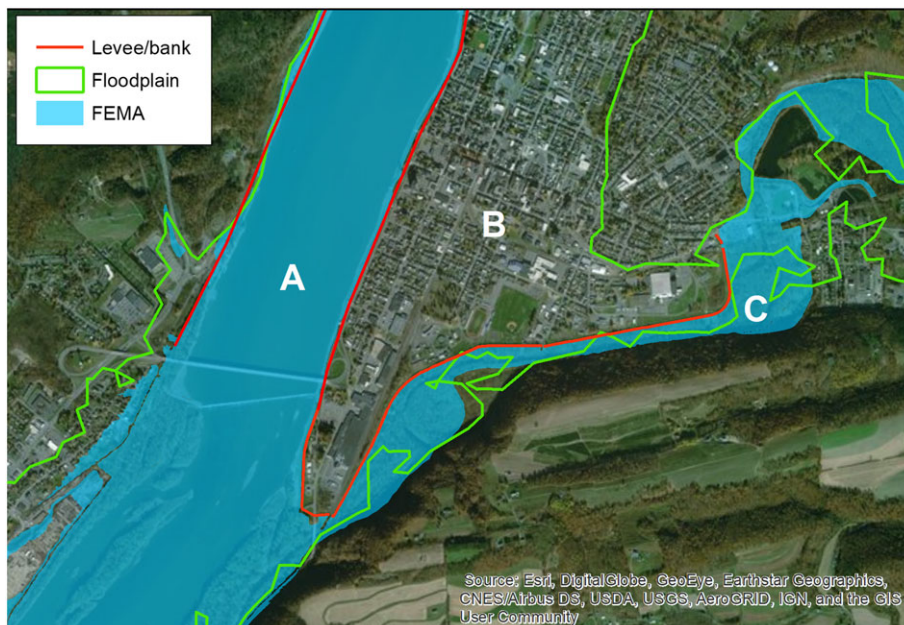 Levee/bank
Floodplain
FEMA
A
B
C
Source: Esri, DigitalGlobe, GeoEye, Earthstar Geographics,
CNES/Airbus DS, USDA, USGS, AeroGRID, IGN, and the GIS
User Community